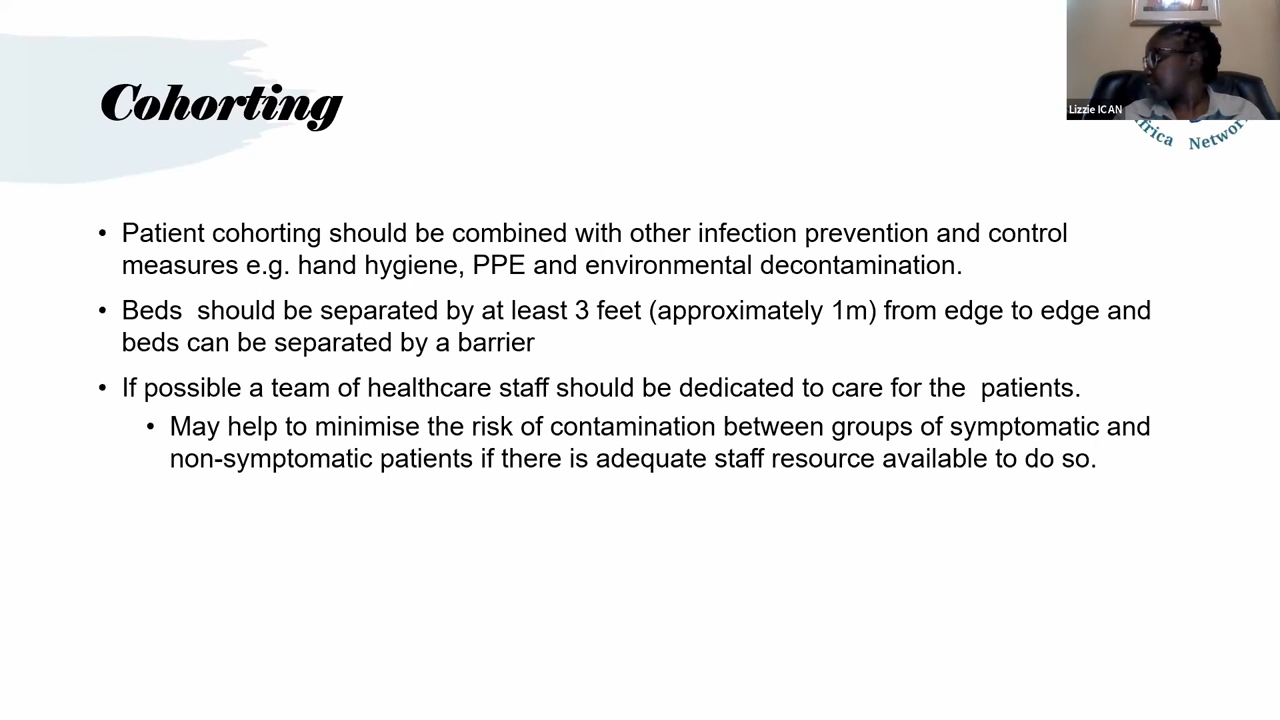 Cohorting
Lizzie ICAN
Network
• Patient cohorting should be combined with other infection prevention and control
measures e.g. hand hygiene, PPE and environmental decontamination.
• Beds  should be separated by at least 3 feet (approximately 1m) from edge to edge and
beds can be separated by a barrier
• If possible a team of healthcare staff should be dedicated to care for the  patients.
• May help to minimise the risk of contamination between groups of symptomatic and
non-symptomatic patients if there is adequate staff resource available to do so.